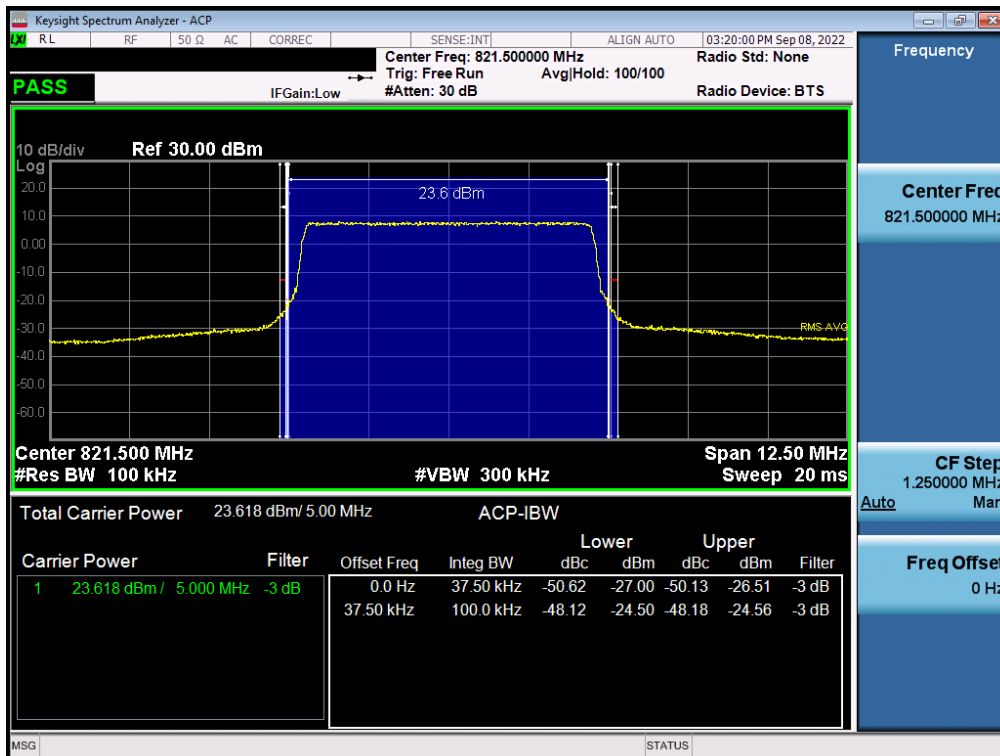 Keysight Spectrum Analyzer - ACP
LXI RL RF 50 Ω AC CORREC SENSE:INT ALIGN AUTO 03:20:00 PM Sep 08, 2022
Center Freq: 821.500000 MHz Radio Std: None
Trig: Free Run Avg|Hold: 100/100
PASS IFGain:Low #Atten: 30 dB Radio Device: BTS
10 dB/div Ref 30.00 dBm
Log
23.6 dBm
20.0
10.0
0.00
-10.0
-20.0
-30.0
RMS AVG
-40.0
-50.0
-60.0
Center 821.500 MHz Span 12.50 MHz
#Res BW 100 kHz #VBW 300 kHz Sweep 20 ms
Total Carrier Power 23.618 dBm/ 5.00 MHz ACP-IBW
Lower Upper
Carrier Power Filter Offset Freq Integ BW dBc dBm dBc dBm Filter
1 23.618 dBm / 5.000 MHz -3 dB 0.0 Hz 37.50 kHz -50.62 -27.00 -50.13 -26.51 -3 dB
37.50 kHz 100.0 kHz -48.12 -24.50 -48.18 -24.56 -3 dB
MSG STATUS
Frequency
Center Freq
821.500000 MHz
CF Step
1.250000 MHz
Auto Man
Freq Offset
0 Hz